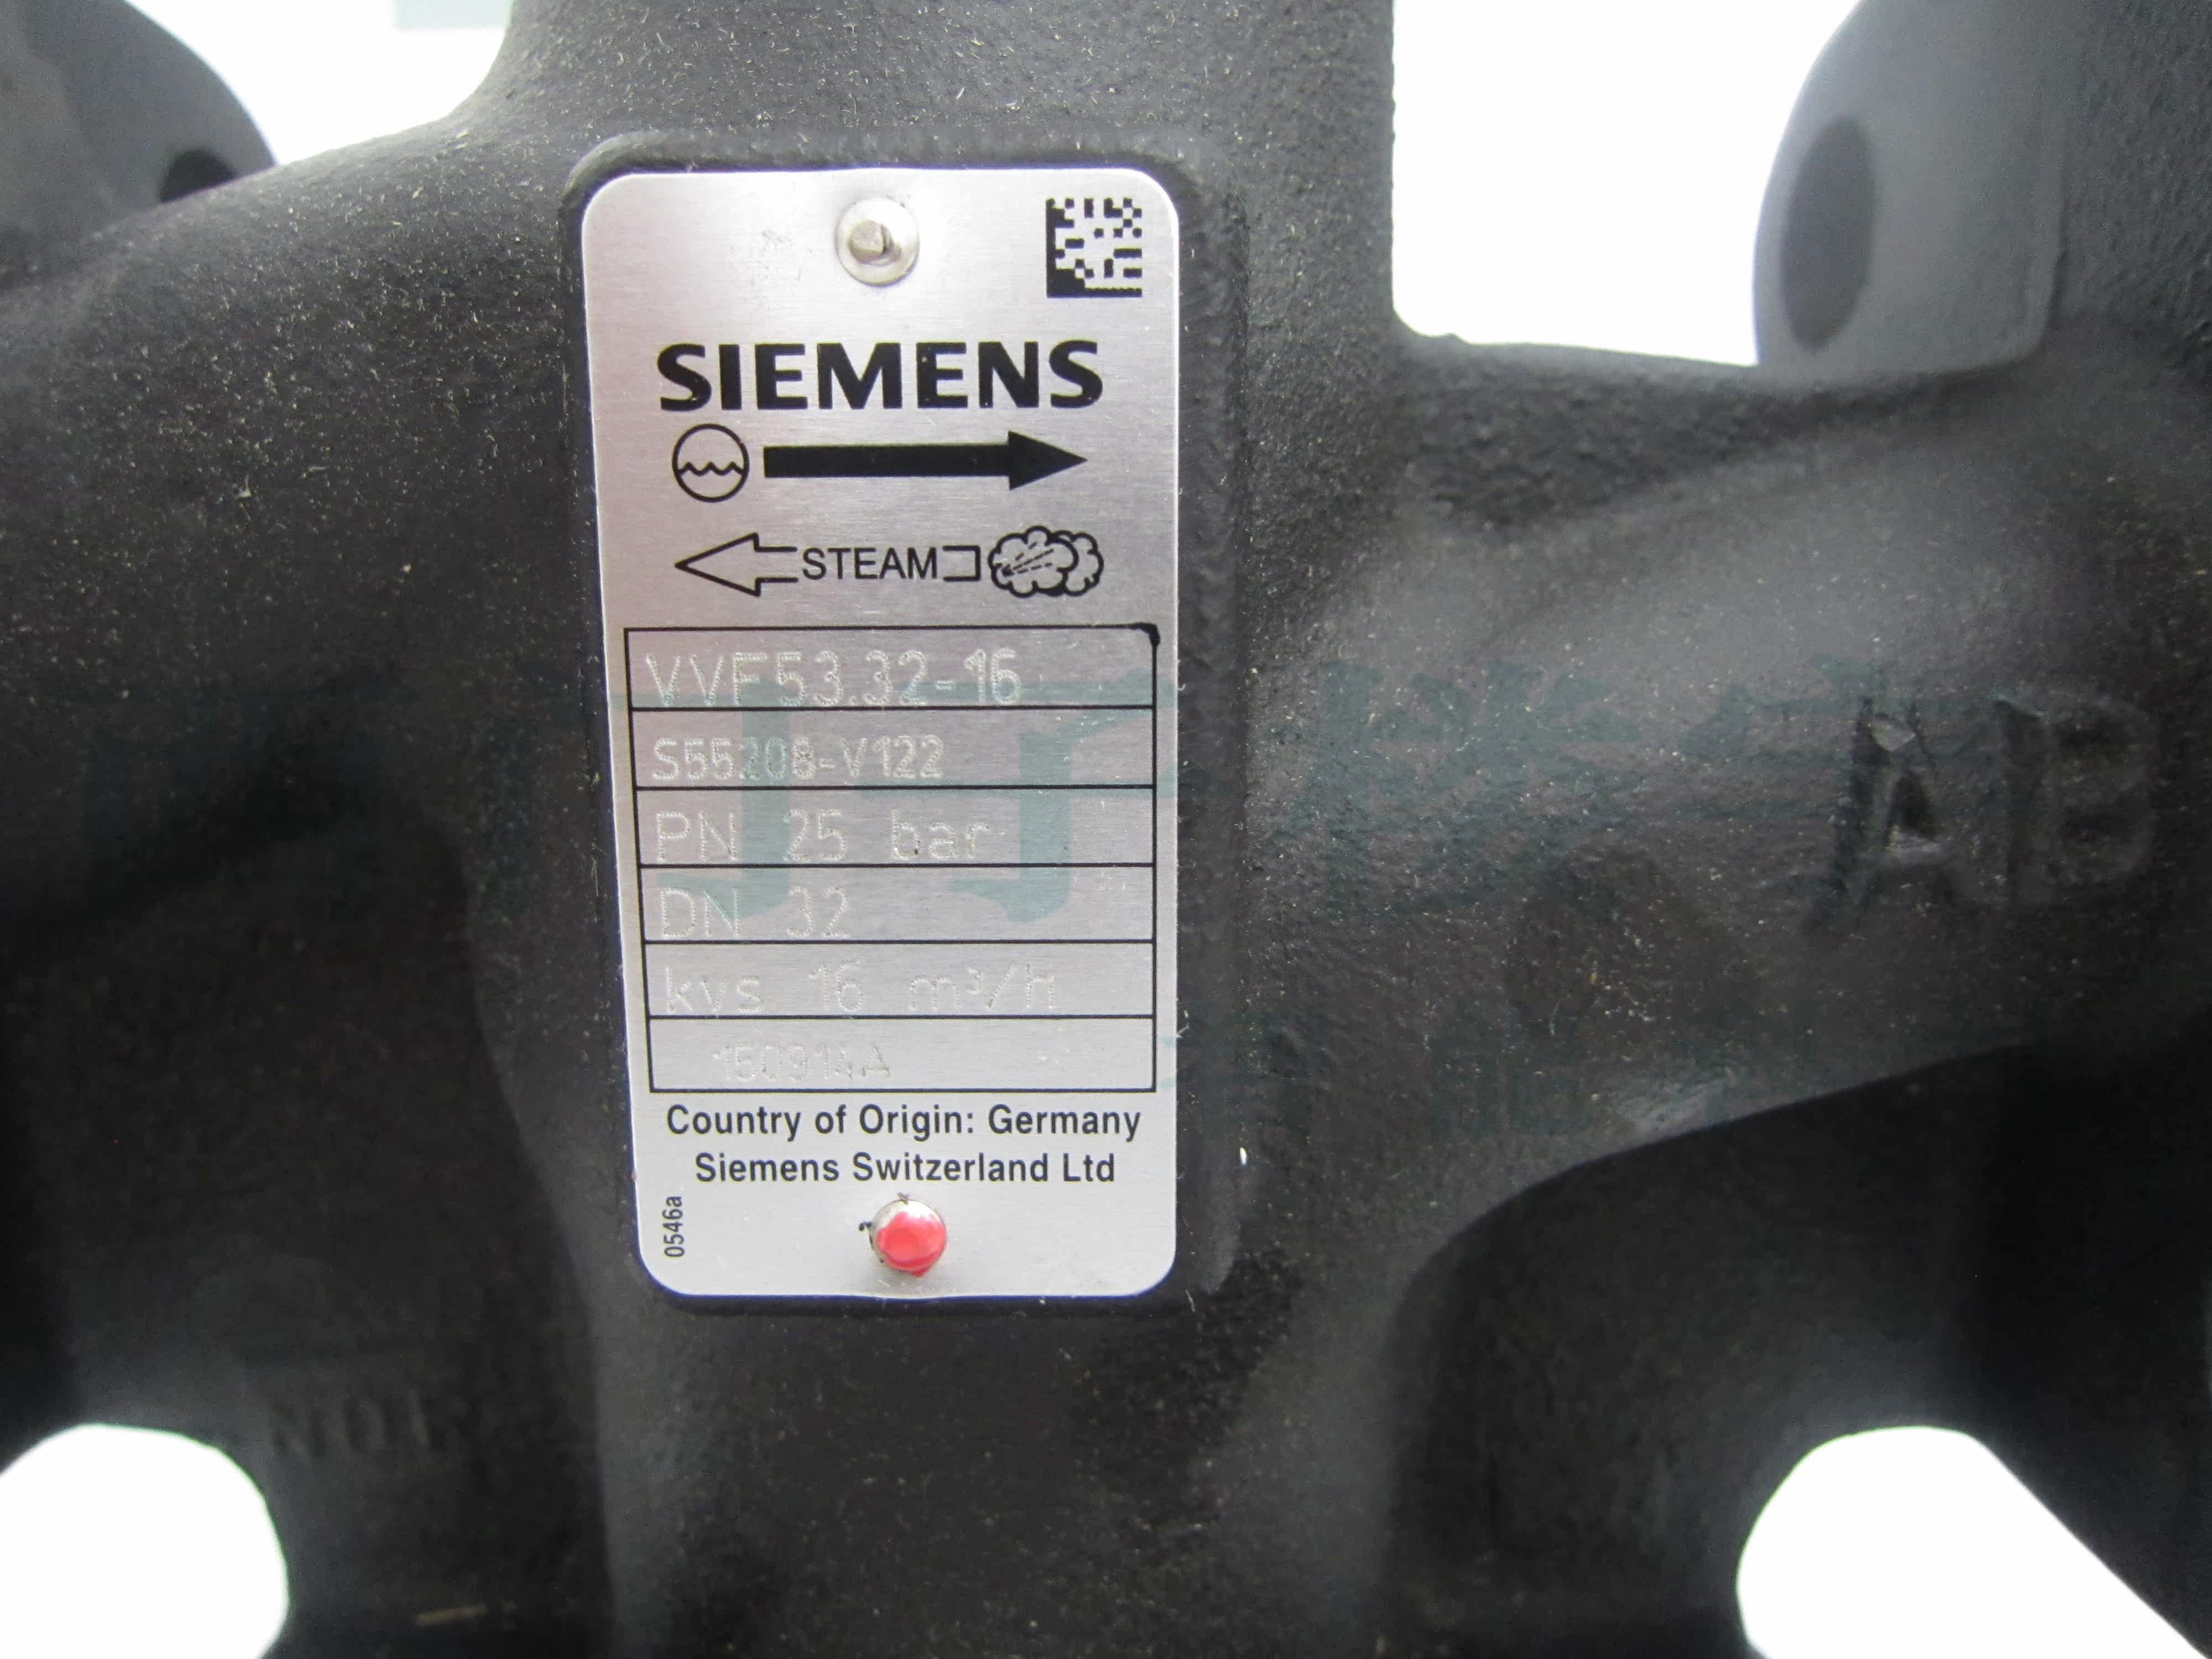 SIEMENS
STEAM
VVF53.32-16
S55208-V122
PN 25 bar
DN 32
kvs 16 m³/h
150914A
Country of Origin: Germany
Siemens Switzerland Ltd
0546a
AB